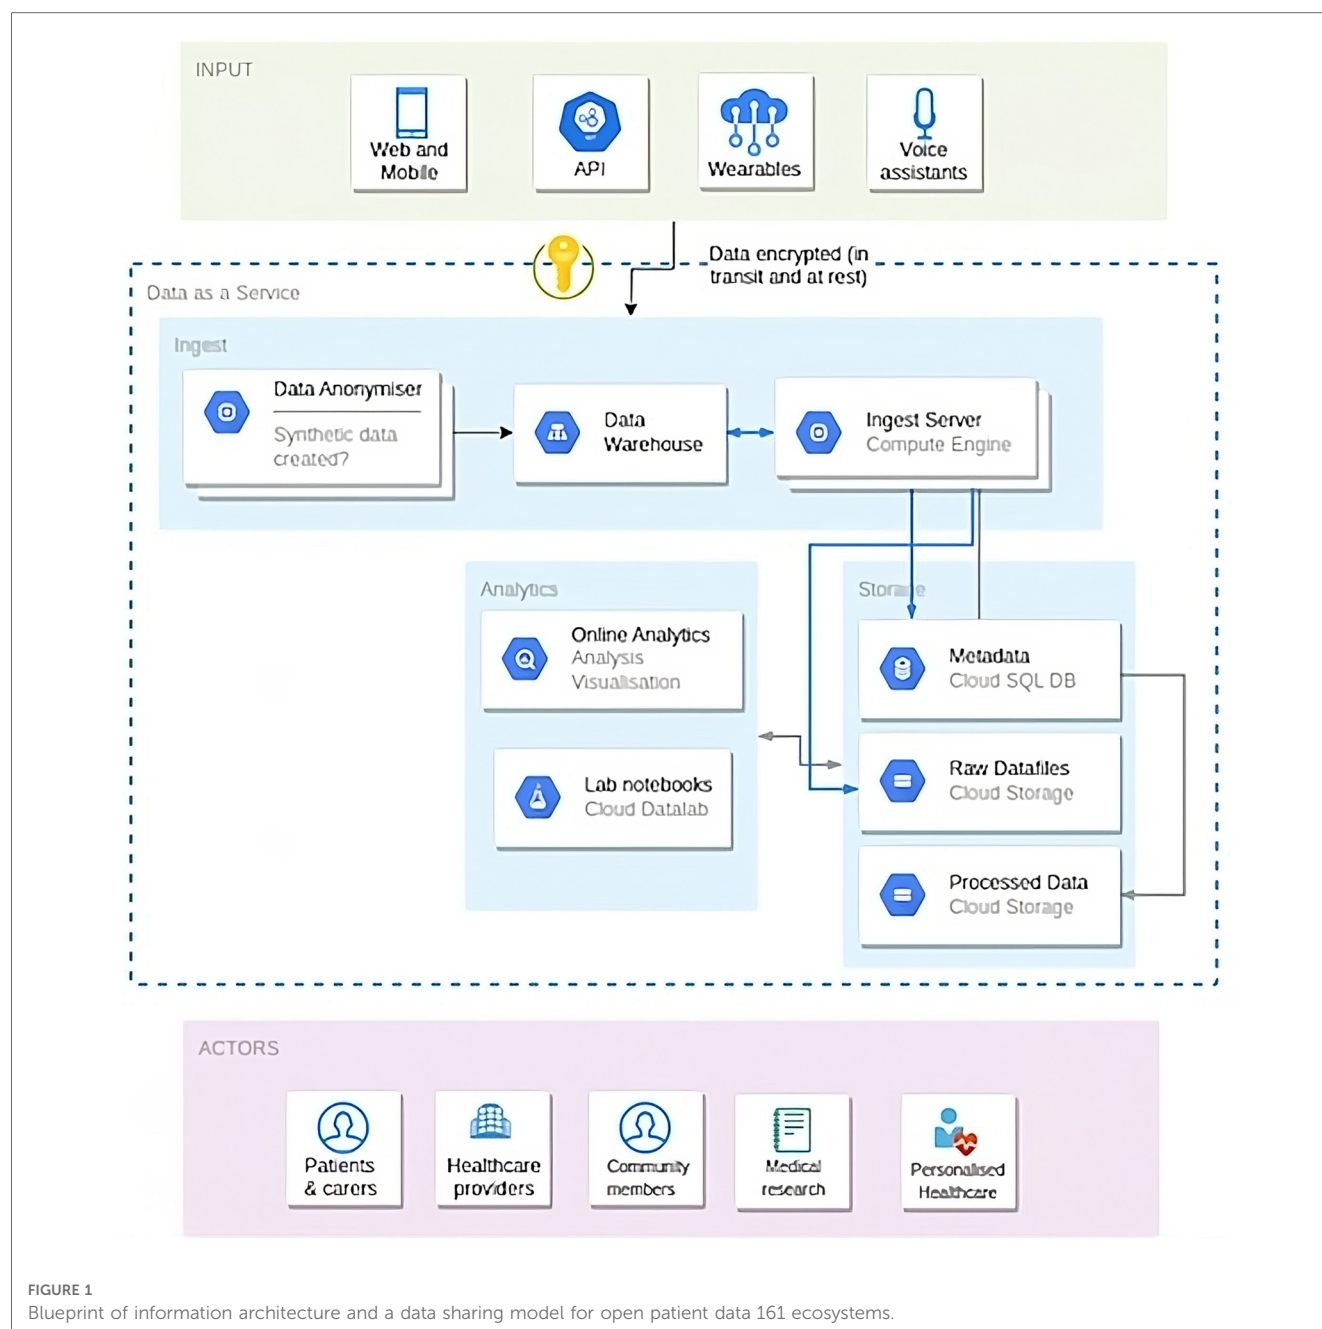 INPUT
Web and
Mobile
API
Wearables
Voice
assistants
Data encrypted (in
transit and at rest)
Data as a Service
Ingest
Data Anonymiser
Synthetic data
created?
Data
Warehouse
Ingest Server
Compute Engine
Analytics
Online Analytics
Analysis
Visualisation
Lab notebooks
Cloud Datalab
Storage
Metadata
Cloud SQL DB
Raw Datafiles
Cloud Storage
Processed Data
Cloud Storage
ACTORS
Patients
& carers
Healthcare
providers
Community
members
Medical
research
Personalised
Healthcare
FIGURE 1
Blueprint of information architecture and a data sharing model for open patient data 161 ecosystems.